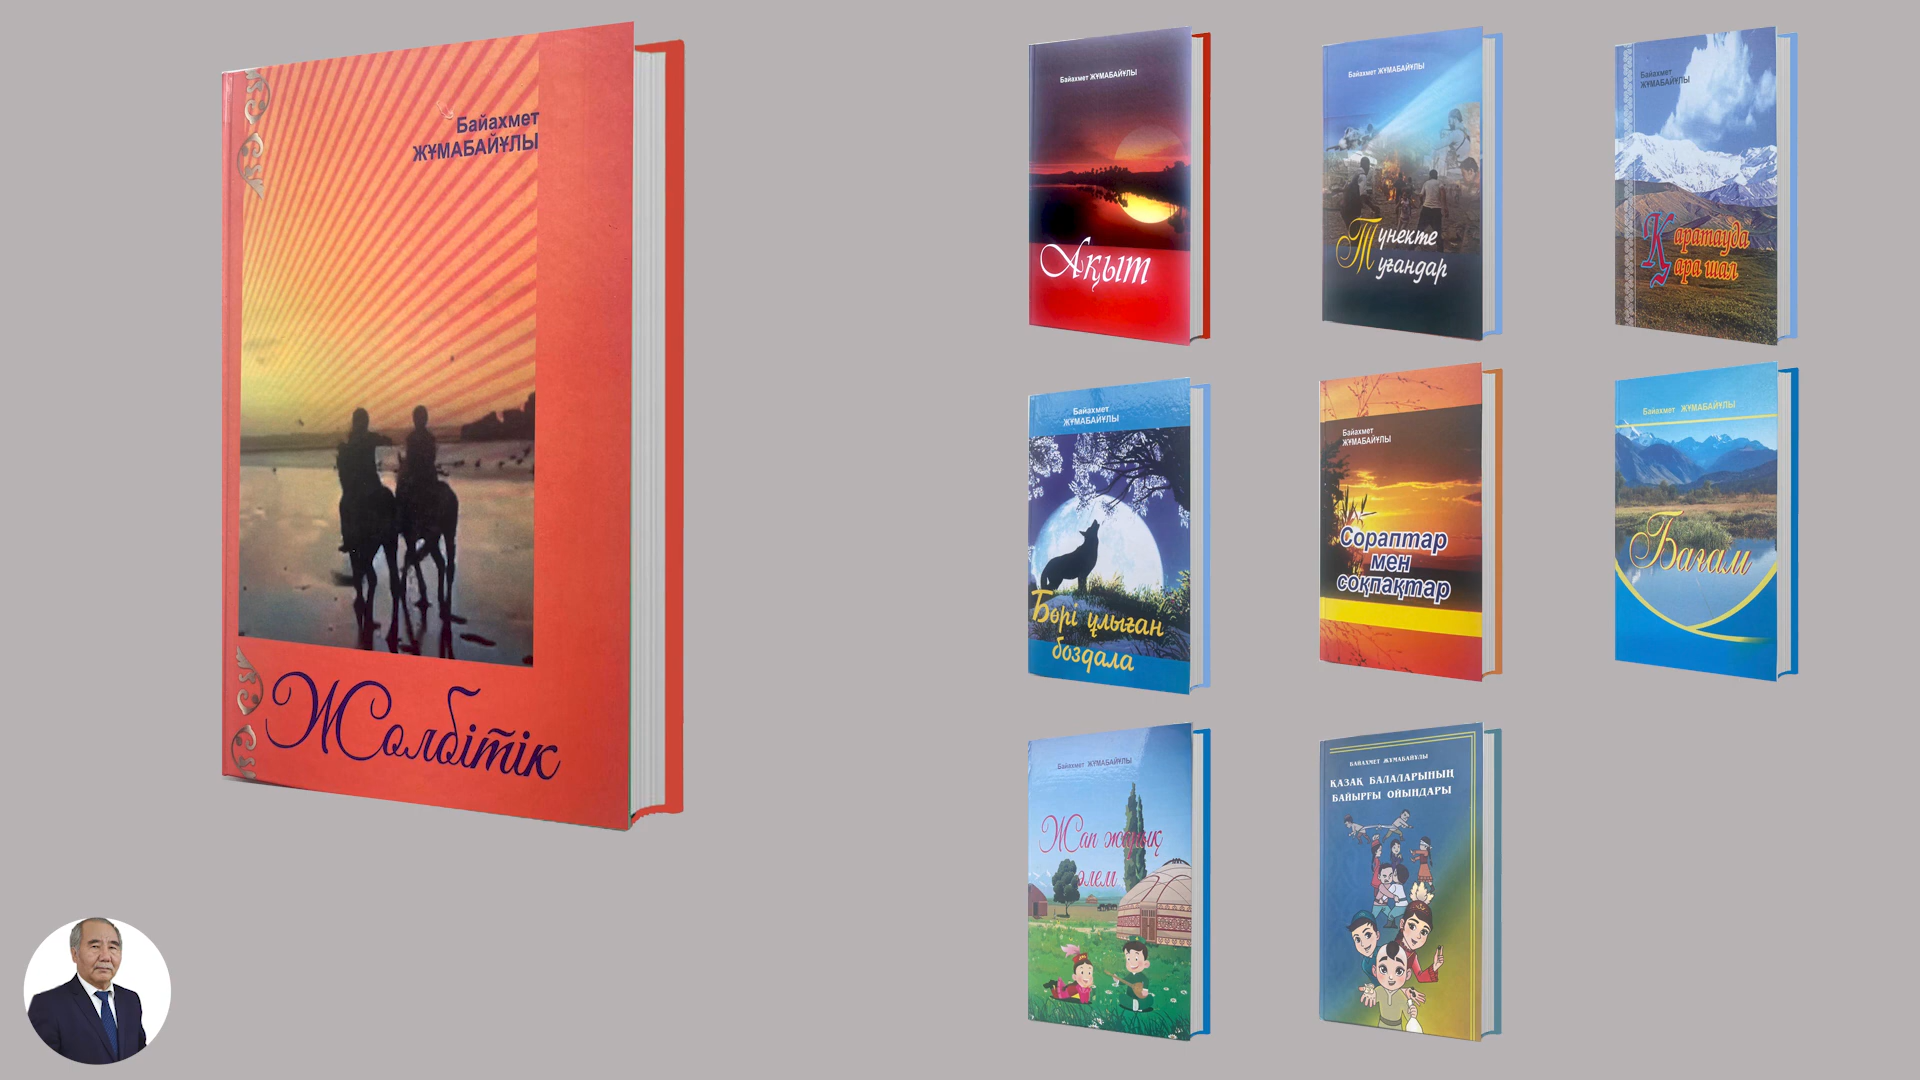 Байахмет
ЖҰМАБАЙҰЛЫ
Жолбітік
Байахмет ЖҰМАБАЙҰЛЫ
Ақыт
Байахмет ЖҰМАБАЙҰЛЫ
Түнекте
Туғандар
Байахмет
ЖҰМАБАЙҰЛЫ
Қаратауда
Қара шал
Байахмет
ЖҰМАБАЙҰЛЫ
Бөрі ұлыған
боздала
Байахмет
ЖҰМАБАЙҰЛЫ
Сораптар
мен
соқпақтар
Байахмет ЖҰМАБАЙҰЛЫ
Бағам
Байахмет ЖҰМАБАЙҰЛЫ
Жап жарық
әлем
БАЙАХМЕТ ЖҰМАБАЙҰЛЫ
ҚАЗАҚ БАЛАЛАРЫНЫҢ
БАЙЫРҒЫ ОЙЫНДАРЫ